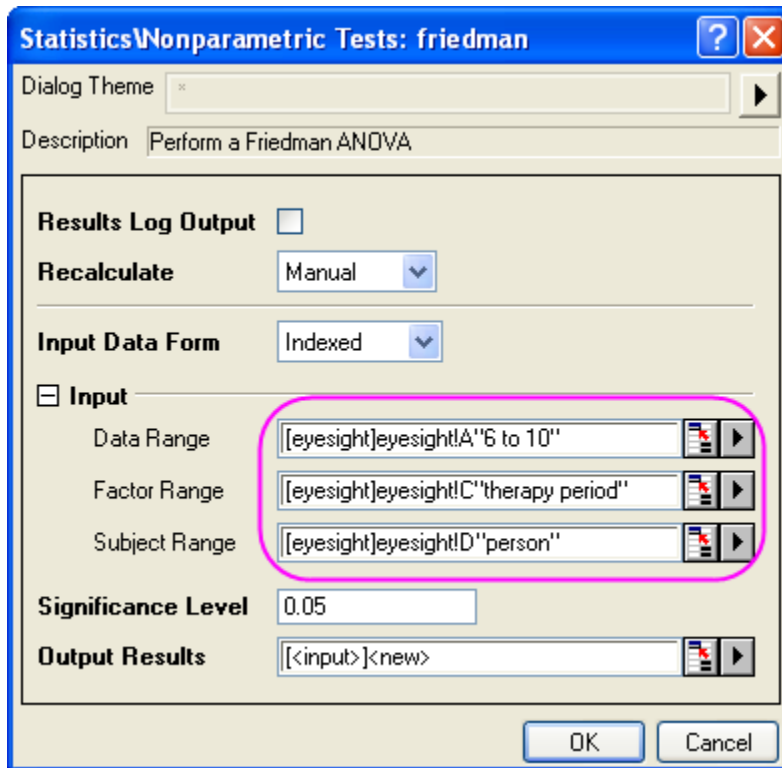 Statistics\Nonparametric Tests: friedman
Dialog Theme *
Description Perform a Friedman ANOVA
Results Log Output
Recalculate Manual
Input Data Form Indexed
Input
Data Range [eyesight]eyesight!A"6 to 10"
Factor Range [eyesight]eyesight!C"therapy period"
Subject Range [eyesight]eyesight!D"person"
Significance Level 0.05
Output Results [<input>]<new>
OK Cancel